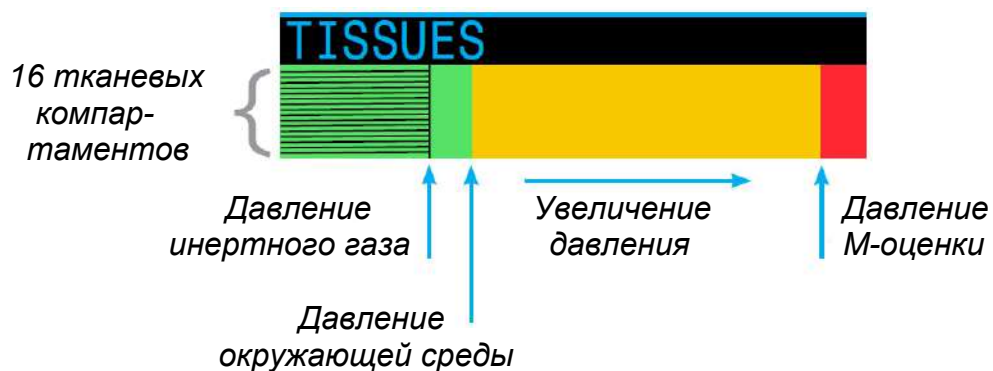 TISSUES
16 тканевых
компар-
таментов
Давление
инертного газа
Увеличение
давления
Давление
М-оценки
Давление
окружающей среды